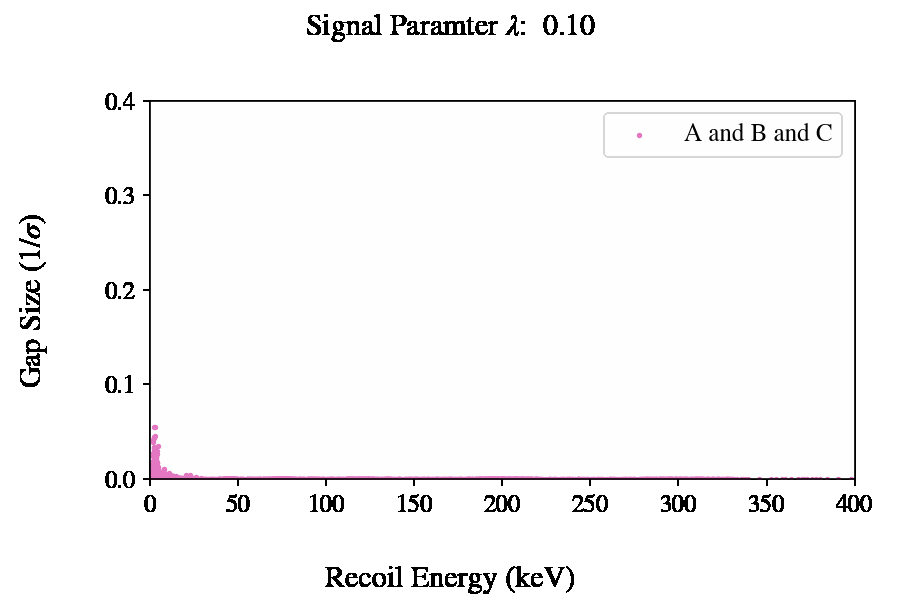 Signal Paramter λ: 0.10
A and B and C
0.4
0.3
0.2
0.1
0.0
Gap Size (1/σ)
0 50 100 150 200 250 300 350 400
Recoil Energy (keV)